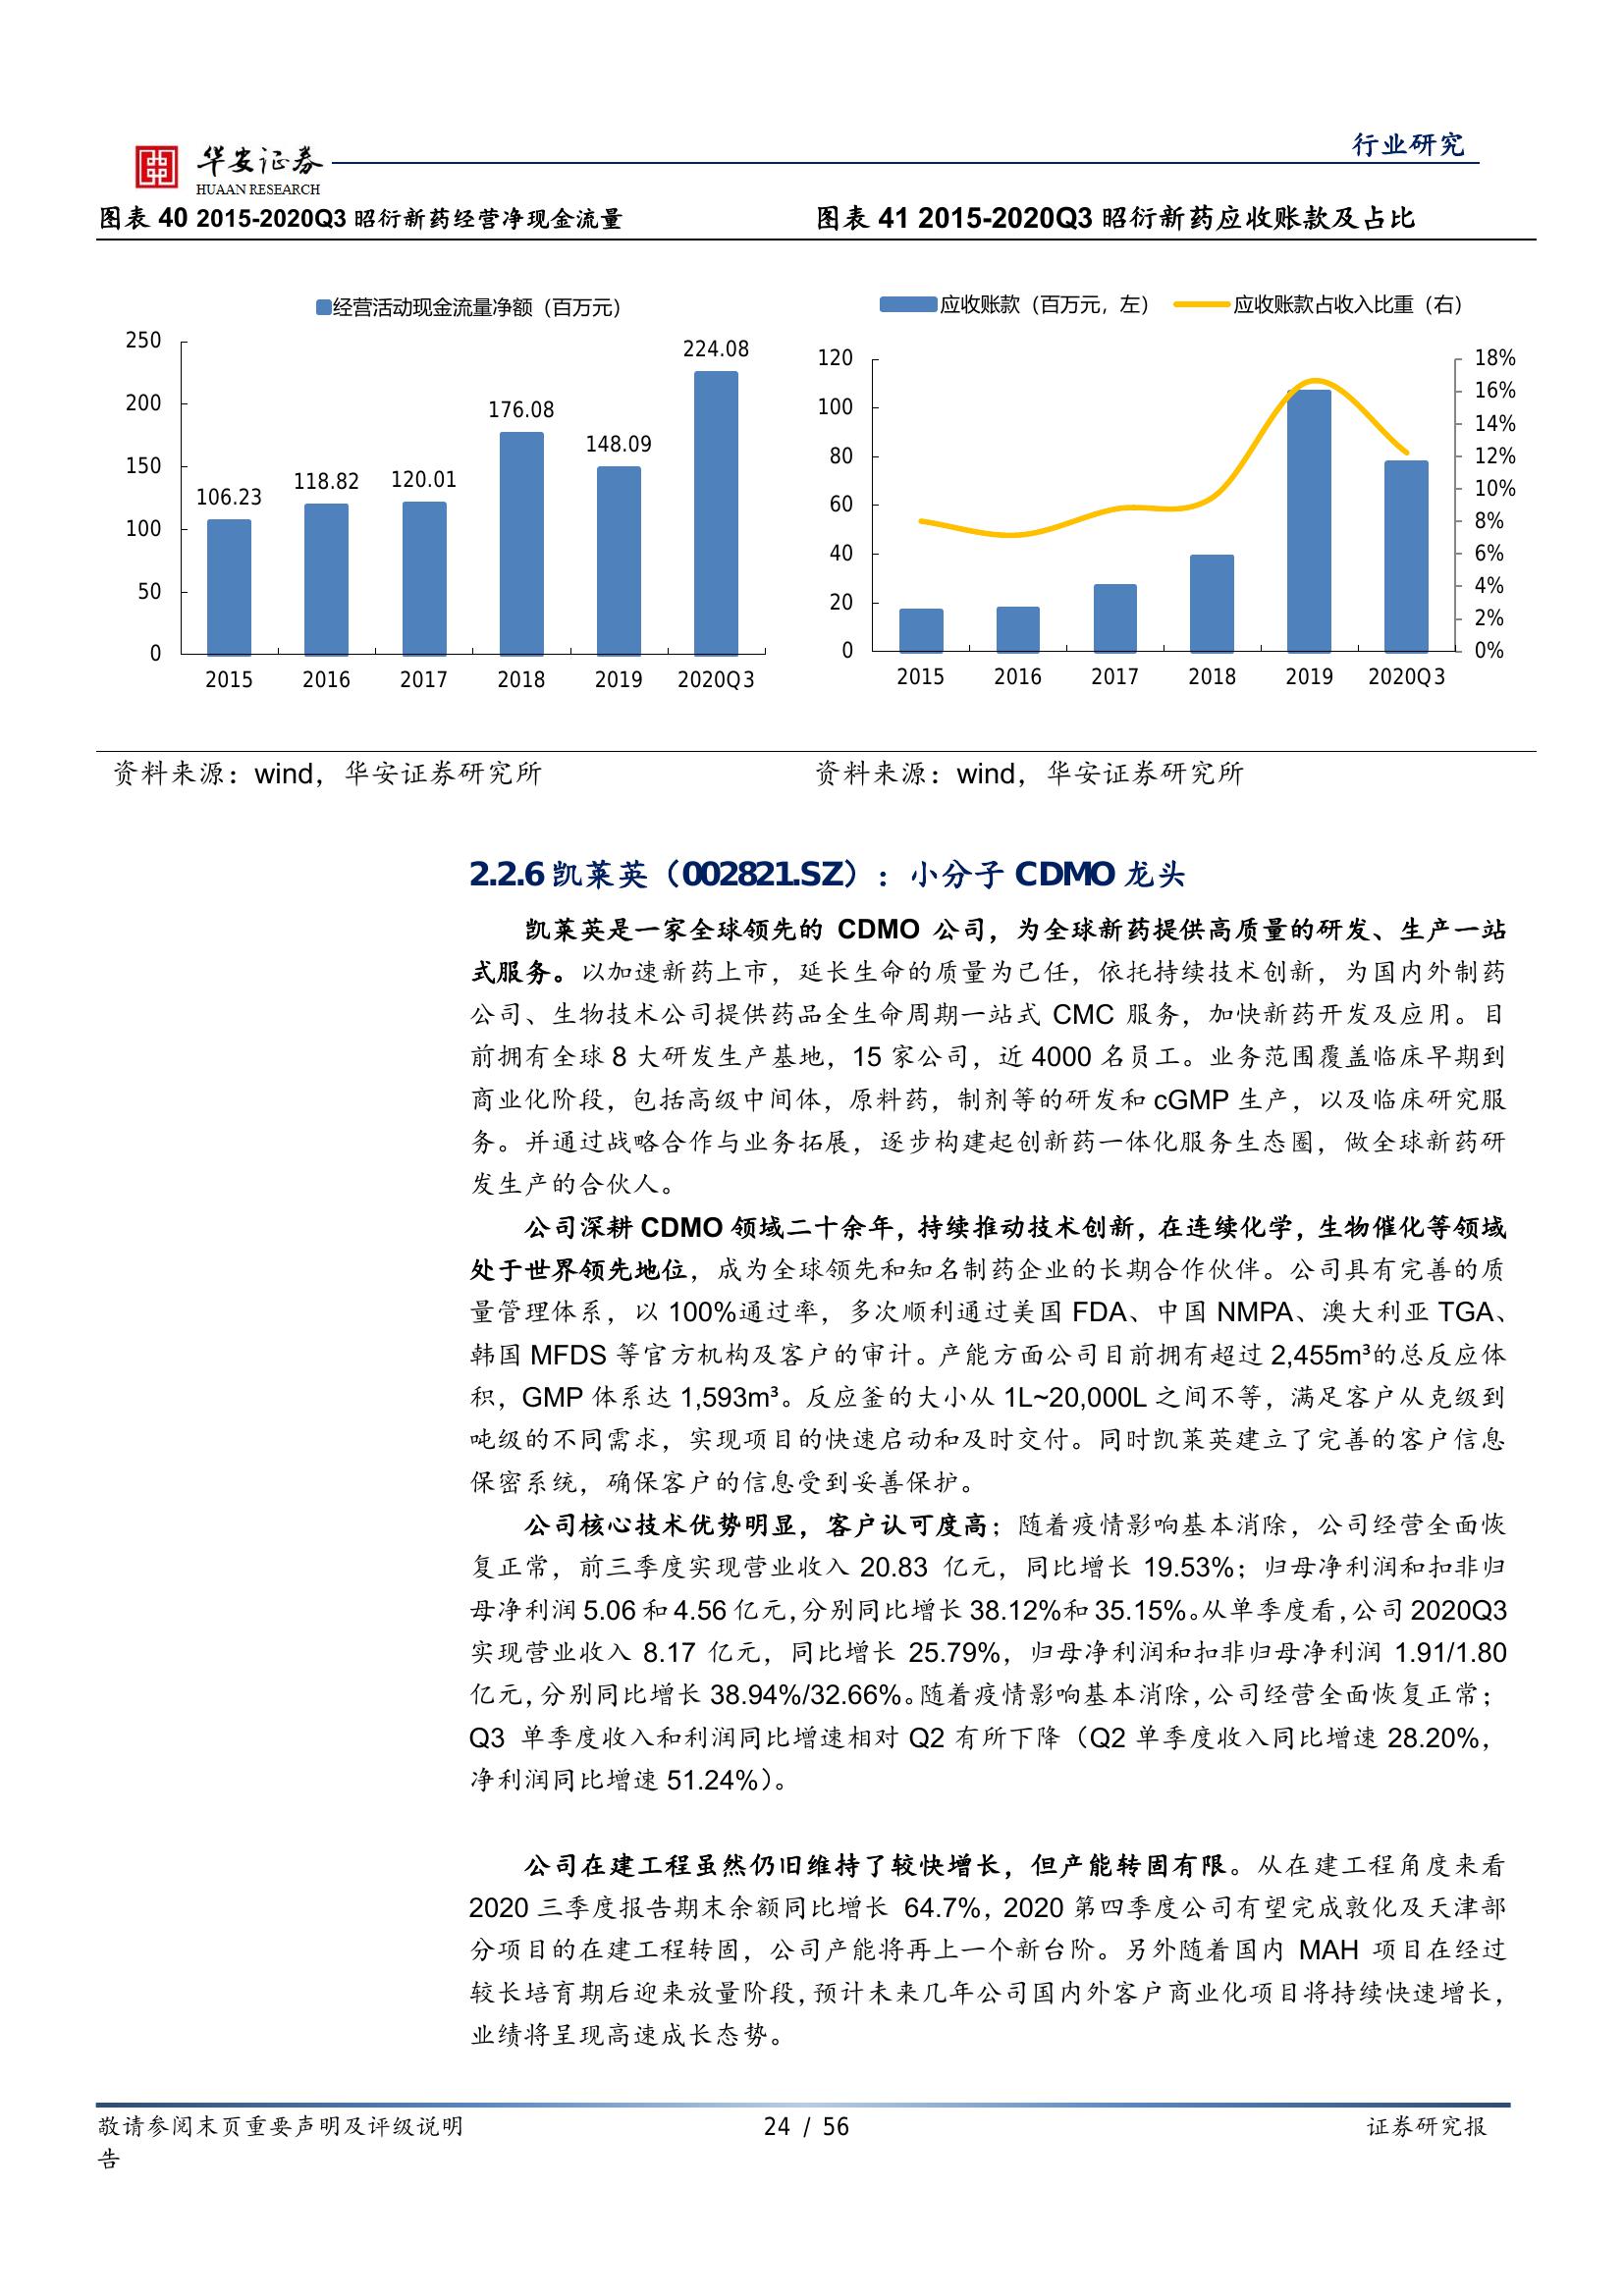 行业研究
华安证券
HUAAN RESEARCH
图表 40 2015-2020Q3 昭衍新药经营净现金流量
图表 41 2015-2020Q3 昭衍新药应收账款及占比
经营活动现金流量净额（百万元）
250
200
150
100
50
0
106.23
118.82
120.01
176.08
148.09
224.08
2015 2016 2017 2018 2019 2020Q3
应收账款（百万元，左） 应收账款占收入比重（右）
120
100
80
60
40
20
0
18%
16%
14%
12%
10%
8%
6%
4%
2%
0%
2015 2016 2017 2018 2019 2020Q3
资料来源：wind，华安证券研究所
资料来源：wind，华安证券研究所
2.2.6 凯莱英（002821.SZ）：小分子 CDMO 龙头
凯莱英是一家全球领先的 CDMO 公司，为全球新药提供高质量的研发、生产一站
式服务。以加速新药上市，延长生命的质量为己任，依托持续技术创新，为国内外制药
公司、生物技术公司提供药品全生命周期一站式 CMC 服务，加快新药开发及应用。目
前拥有全球 8 大研发生产基地，15 家公司，近 4000 名员工。业务范围覆盖临床早期到
商业化阶段，包括高级中间体，原料药，制剂等的研发和 cGMP 生产，以及临床研究服
务。并通过战略合作与业务拓展，逐步构建起创新药一体化服务生态圈，做全球新药研
发生产的合伙人。
公司深耕 CDMO 领域二十余年，持续推动技术创新，在连续化学，生物催化等领域
处于世界领先地位，成为全球领先和知名制药企业的长期合作伙伴。公司具有完善的质
量管理体系，以 100%通过率，多次顺利通过美国 FDA、中国 NMPA、澳大利亚 TGA、
韩国 MFDS 等官方机构及客户的审计。产能方面公司目前拥有超过 2,455m³的总反应体
积，GMP 体系达 1,593m³。反应釜的大小从 1L~20,000L 之间不等，满足客户从克级到
吨级的不同需求，实现项目的快速启动和及时交付。同时凯莱英建立了完善的客户信息
保密系统，确保客户的信息受到妥善保护。
公司核心技术优势明显，客户认可度高；随着疫情影响基本消除，公司经营全面恢
复正常，前三季度实现营业收入 20.83 亿元，同比增长 19.53%；归母净利润和扣非归
母净利润 5.06 和 4.56 亿元，分别同比增长 38.12%和 35.15%。从单季度看，公司 2020Q3
实现营业收入 8.17 亿元，同比增长 25.79%，归母净利润和扣非归母净利润 1.91/1.80
亿元，分别同比增长 38.94%/32.66%。随着疫情影响基本消除，公司经营全面恢复正常；
Q3 单季度收入和利润同比增速相对 Q2 有所下降（Q2 单季度收入同比增速 28.20%，
净利润同比增速 51.24%）。
公司在建工程虽然仍旧维持了较快增长，但产能转固有限。从在建工程角度来看
2020 三季度报告期末余额同比增长 64.7%，2020 第四季度公司有望完成敦化及天津部
分项目的在建工程转固，公司产能将再上一个新台阶。另外随着国内 MAH 项目在经过
较长培育期后迎来放量阶段，预计未来几年公司国内外客户商业化项目将持续快速增长，
业绩将呈现高速成长态势。
敬请参阅末页重要声明及评级说明 24 / 56 证券研究报
告